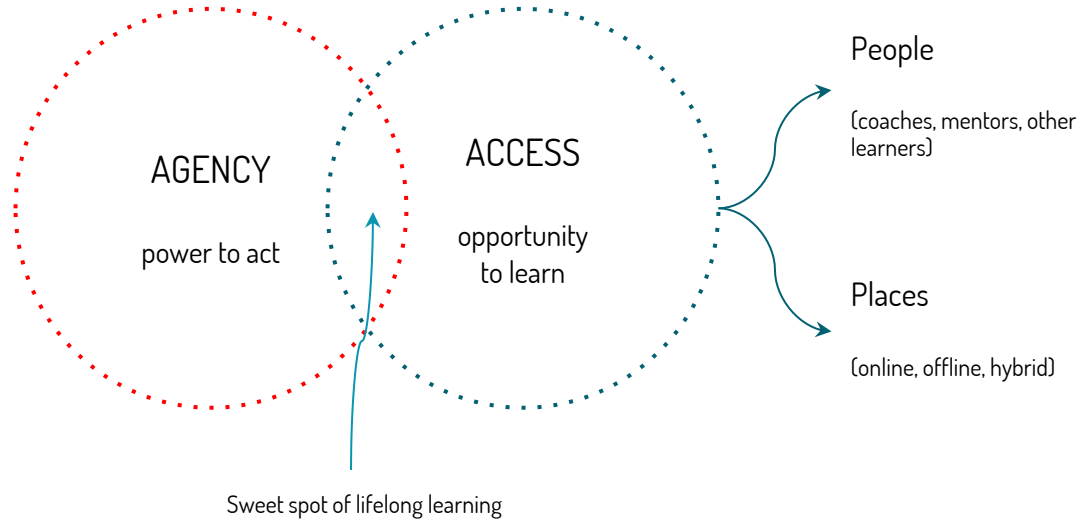 AGENCY
power to act
ACCESS
opportunity
to learn
People
(coaches, mentors, other
learners)
Places
(online, offline, hybrid)
Sweet spot of lifelong learning